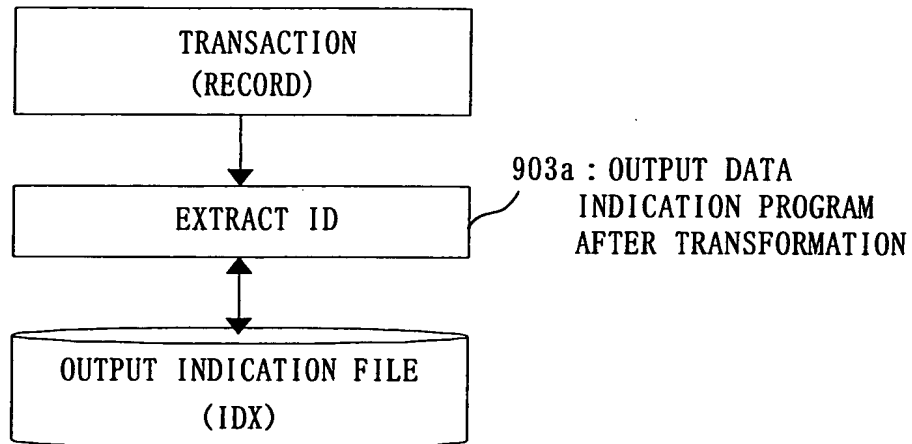 TRANSACTION
(RECORD)
903a : OUTPUT DATA
INDICATION PROGRAM
AFTER TRANSFORMATION
EXTRACT ID
OUTPUT INDICATION FILE
(IDX)